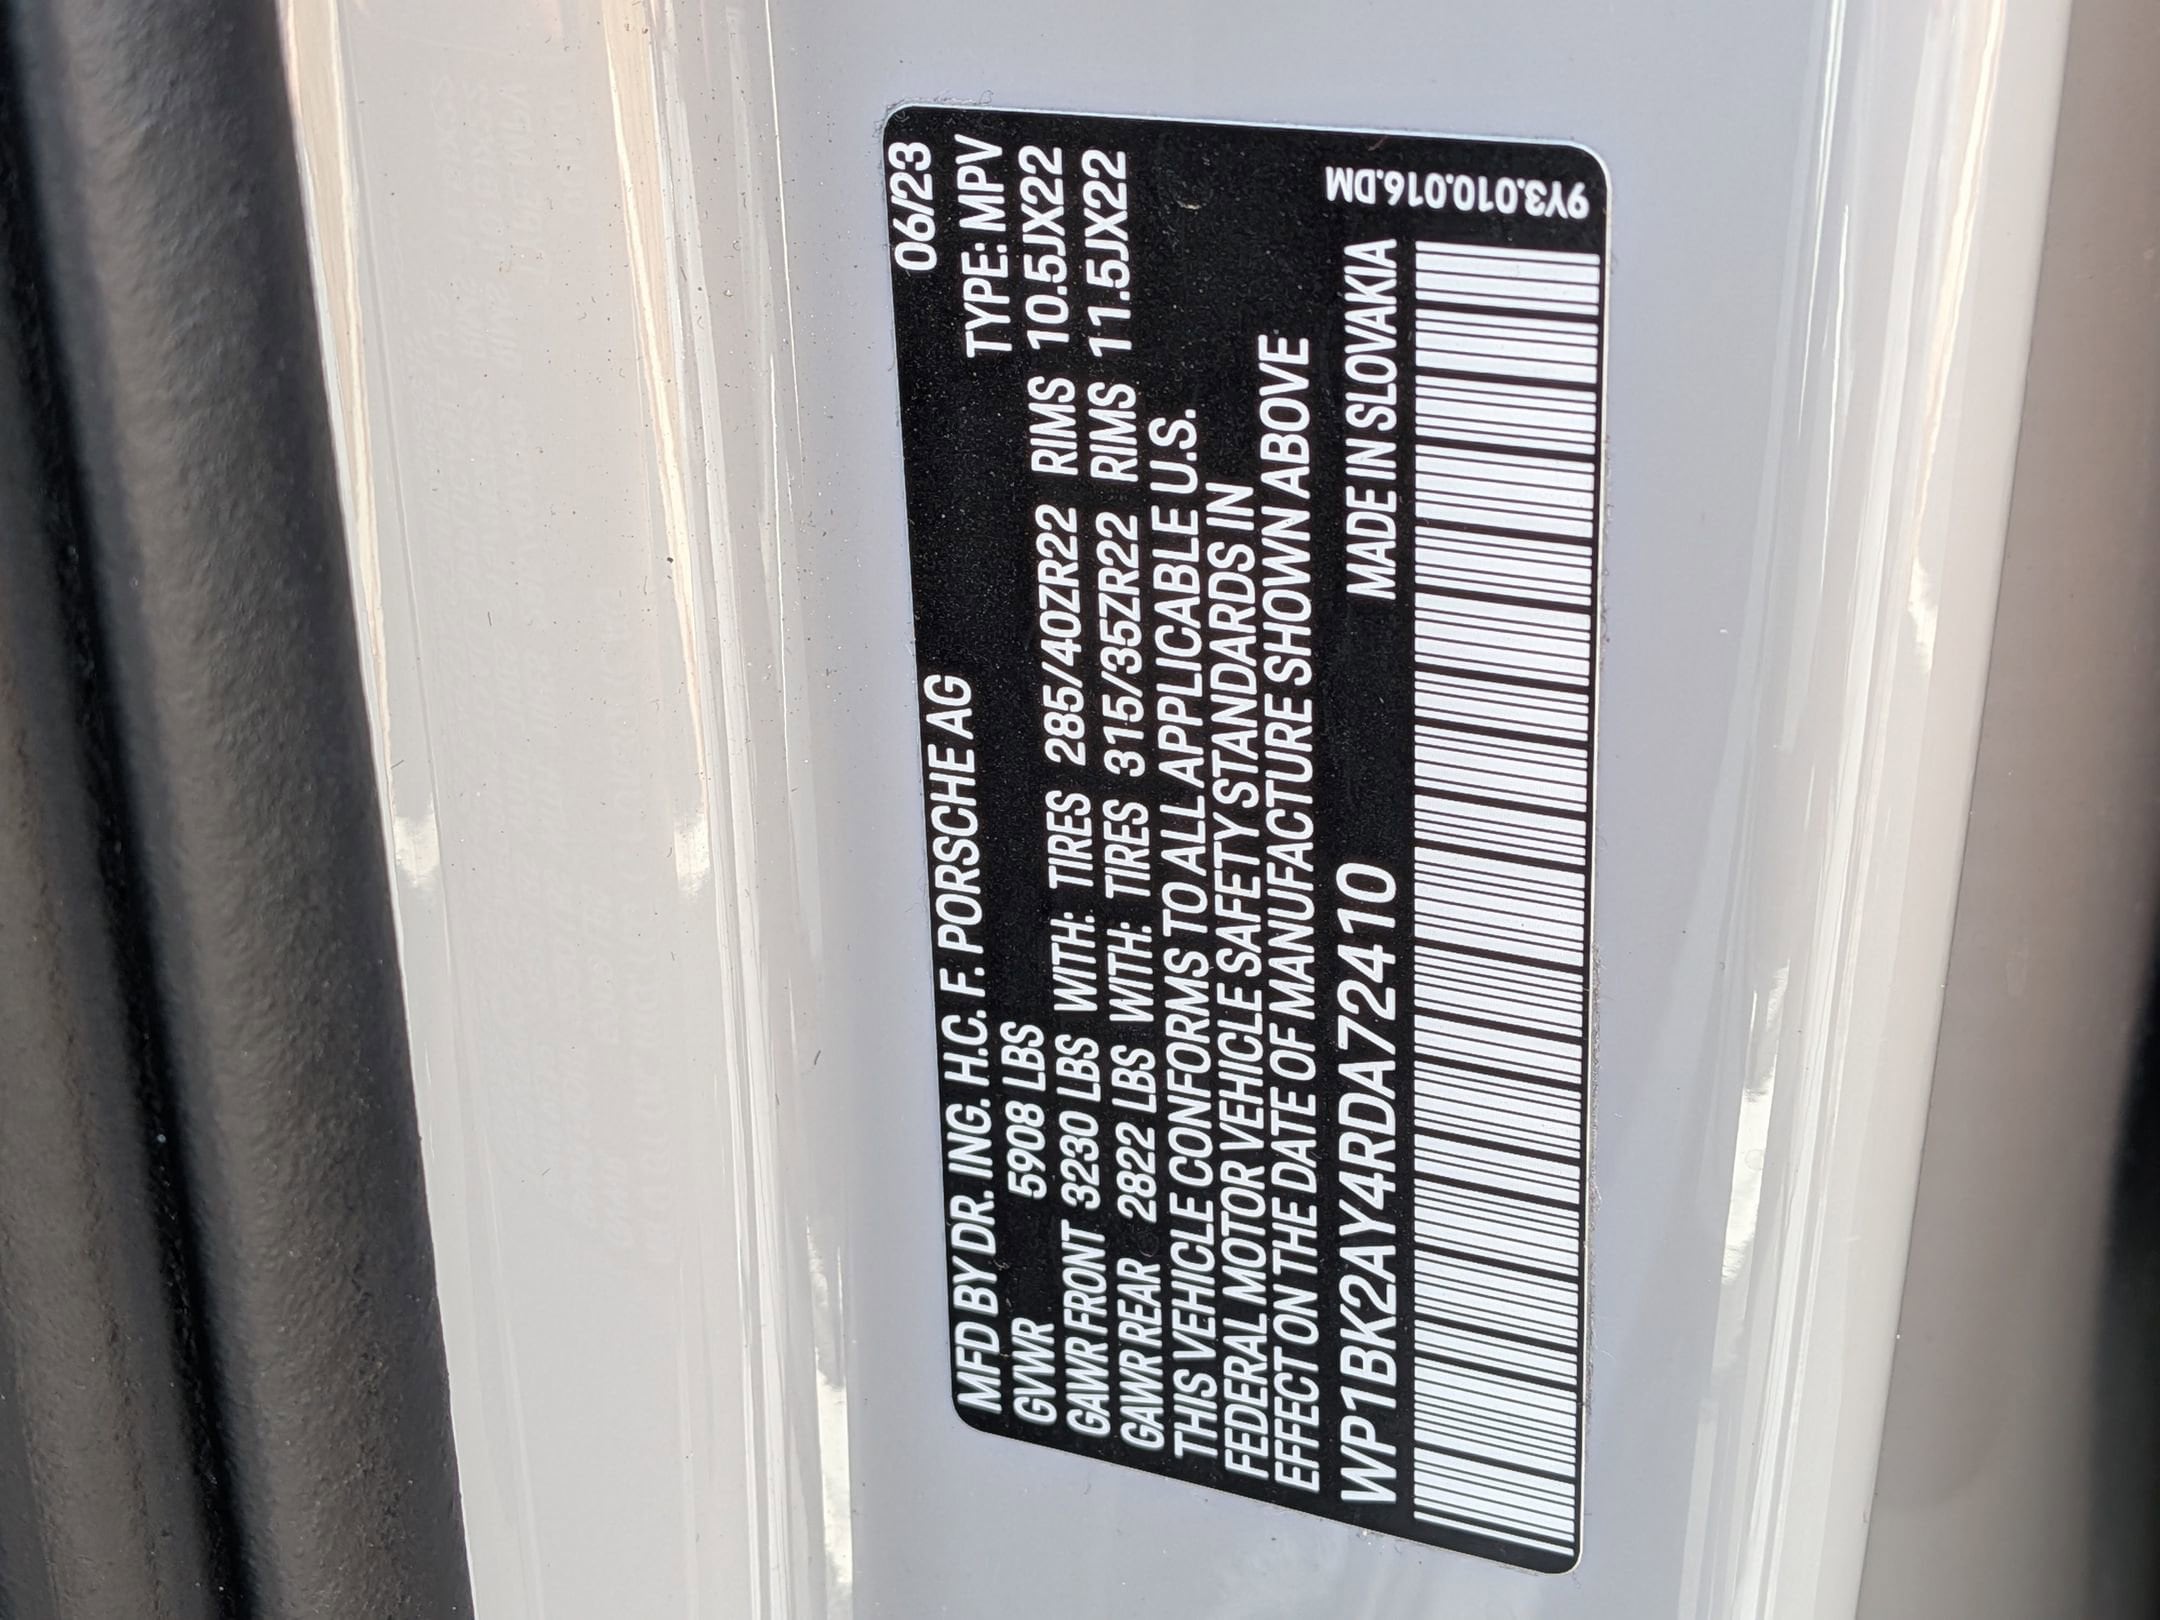 06/23
MFD BY DR. ING. H.C. F. PORSCHE AG
GVWR 5908 LBS TYPE: MPV
GAWR FRONT 3230 LBS WITH: TIRES 285/40ZR22 RIMS 10.5JX22
GAWR REAR 2822 LBS WITH: TIRES 315/35ZR22 RIMS 11.5JX22
THIS VEHICLE CONFORMS TO ALL APPLICABLE U.S.
FEDERAL MOTOR VEHICLE SAFETY STANDARDS IN
EFFECT ON THE DATE OF MANUFACTURE SHOWN ABOVE
WP1BK2AY4RDA72410 MADE IN SLOVAKIA
9Y3.010.016.DM